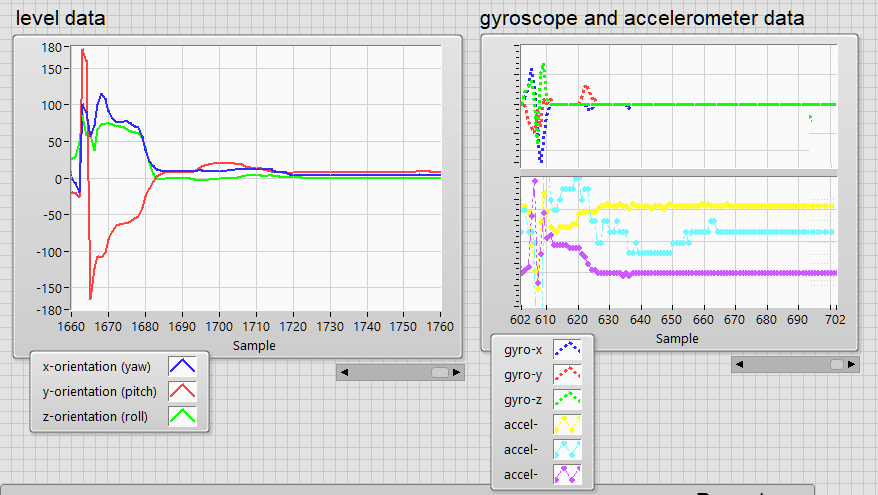 level data
180
150
100
50
0
-50
-100
-150
-180
1660 1670 1680 1690 1700 1710 1720 1730 1740 1750 1760
Sample
x-orientation (yaw)
y-orientation (pitch)
z-orientation (roll)
gyroscope and accelerometer data
602 610 620 630 640 650 660 670 680 690 702
Sample
gyro-x
gyro-y
gyro-z
accel-
accel-
accel-